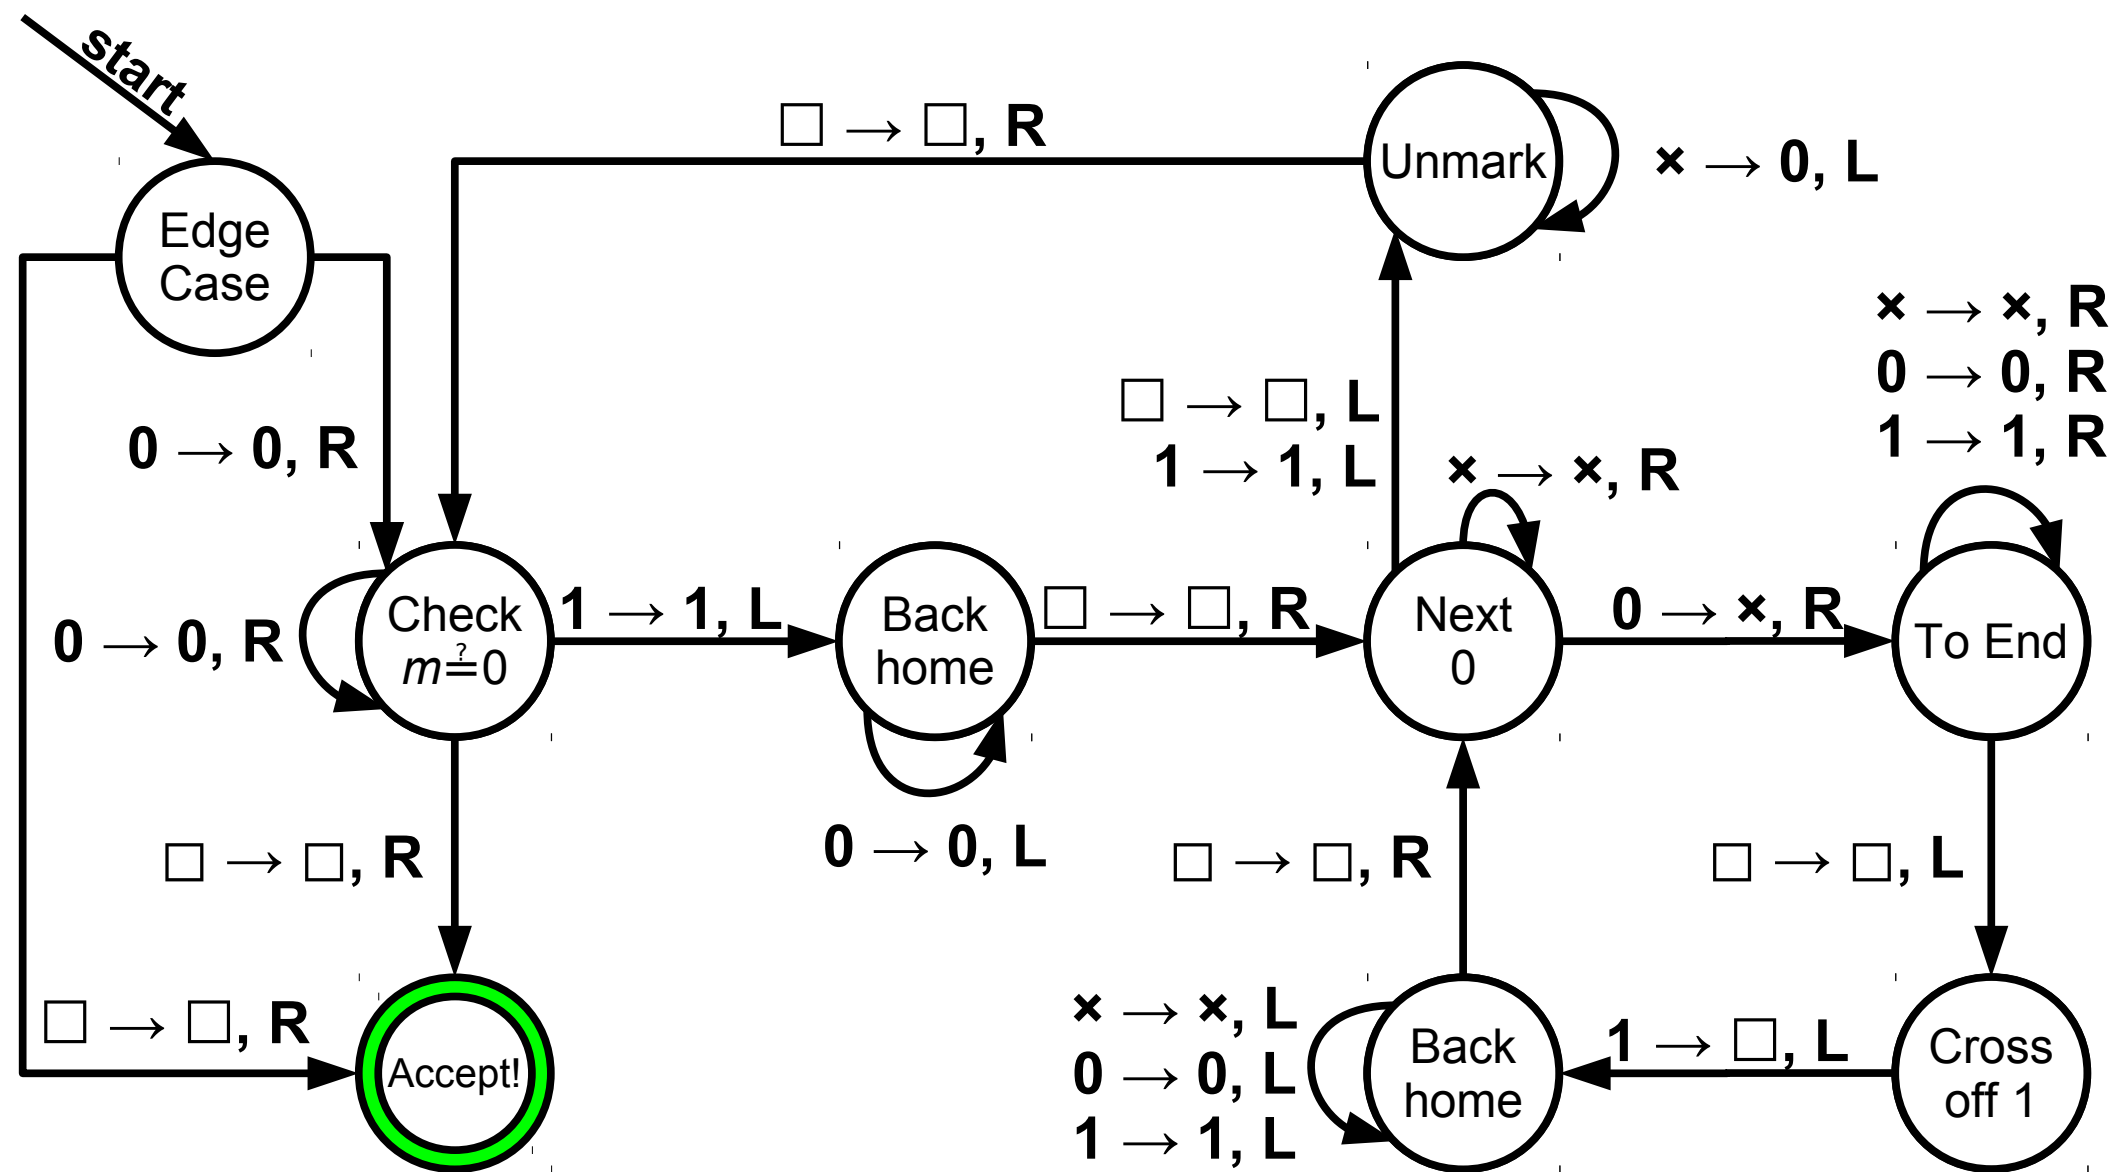 start
□ → □, R
Unmark
× → 0, L
Edge
Case
× → ×, R
0 → 0, R
1 → 1, R
0 → 0, R
□ → □, L
1 → 1, L
× → ×, R
0 → 0, R
Check
m≟0
1 → 1, L
Back
home
□ → □, R
Next
0
0 → ×, R
To End
0 → 0, L
□ → □, R
□ → □, R
□ → □, L
□ → □, R
Accept!
× → ×, L
0 → 0, L
1 → 1, L
Back
home
1 → □, L
Cross
off 1